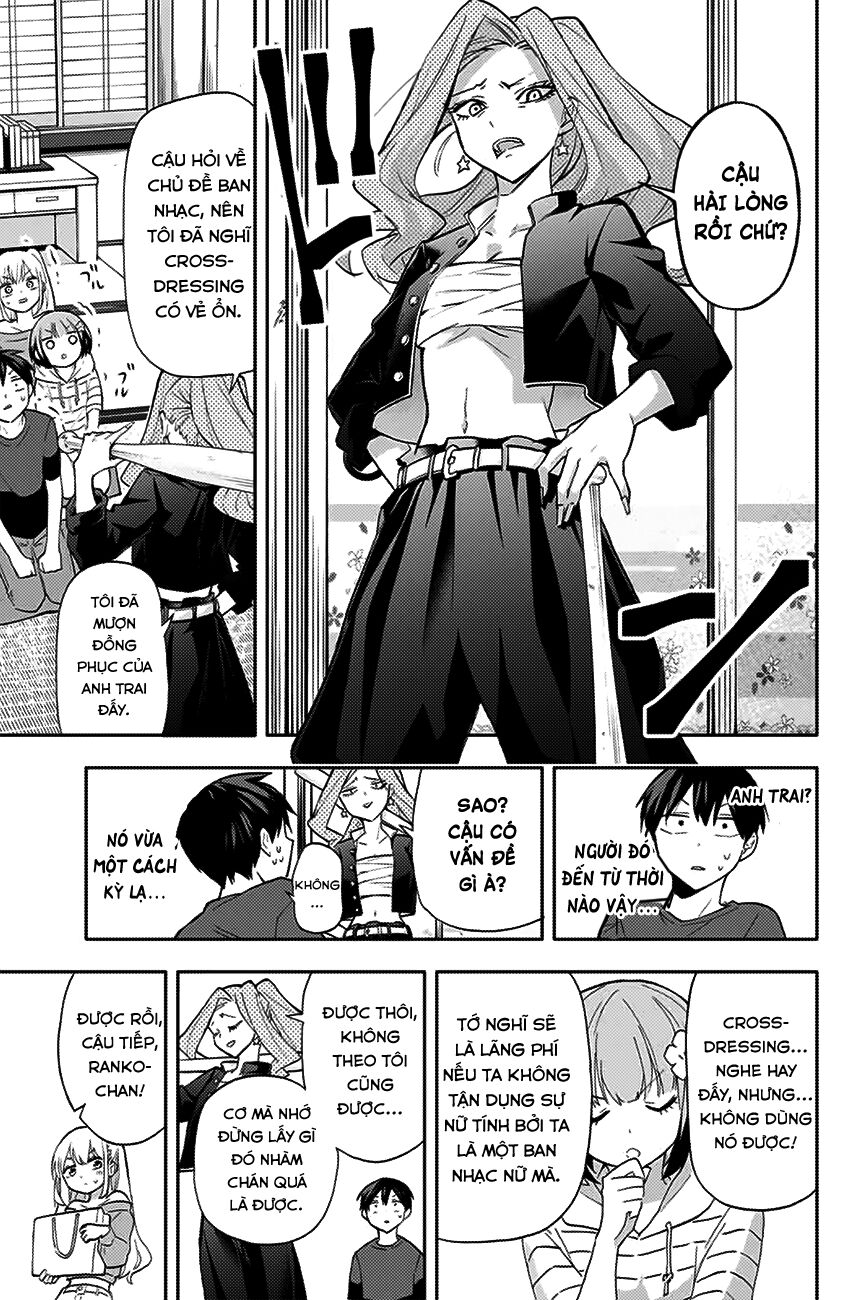 CẬU
HÀI LÒNG
RỒI CHỨ?
CẬU HỎI VỀ
CHỦ ĐỀ BAN
NHẠC, NÊN
TÔI ĐÃ NGHĨ
CROSS-
DRESSING
CÓ VẺ ỔN.
TÔI ĐÃ
MƯỢN
ĐỒNG
PHỤC CỦA
ANH TRAI
ĐẤY.
ANH TRAI?
NGƯỜI ĐÓ
ĐẾN TỪ THỜI
NÀO VẬY...
SAO?
CẬU CÓ
VẤN ĐỀ
GÌ À?
KHÔNG
...
NÓ VỪA
MỘT CÁCH
KỲ LẠ...
CROSS-
DRESSING...
NGHE HAY
ĐẤY, NHƯNG...
KHÔNG DÙNG
NÓ ĐƯỢC!
TỚ NGHĨ SẼ
LÀ LÃNG PHÍ
NẾU TA KHÔNG
TẬN DỤNG SỰ
NỮ TÍNH BỞI TA
LÀ MỘT BAN
NHẠC NỮ MÀ.
ĐƯỢC THÔI,
KHÔNG
THEO TÔI
CŨNG
ĐƯỢC...
CƠ MÀ NHỚ
ĐỪNG LẤY GÌ
ĐÓ NHÀM
CHÁN QUÁ
LÀ ĐƯỢC.
ĐƯỢC RỒI,
CẬU TIẾP,
RANKO-
CHAN!